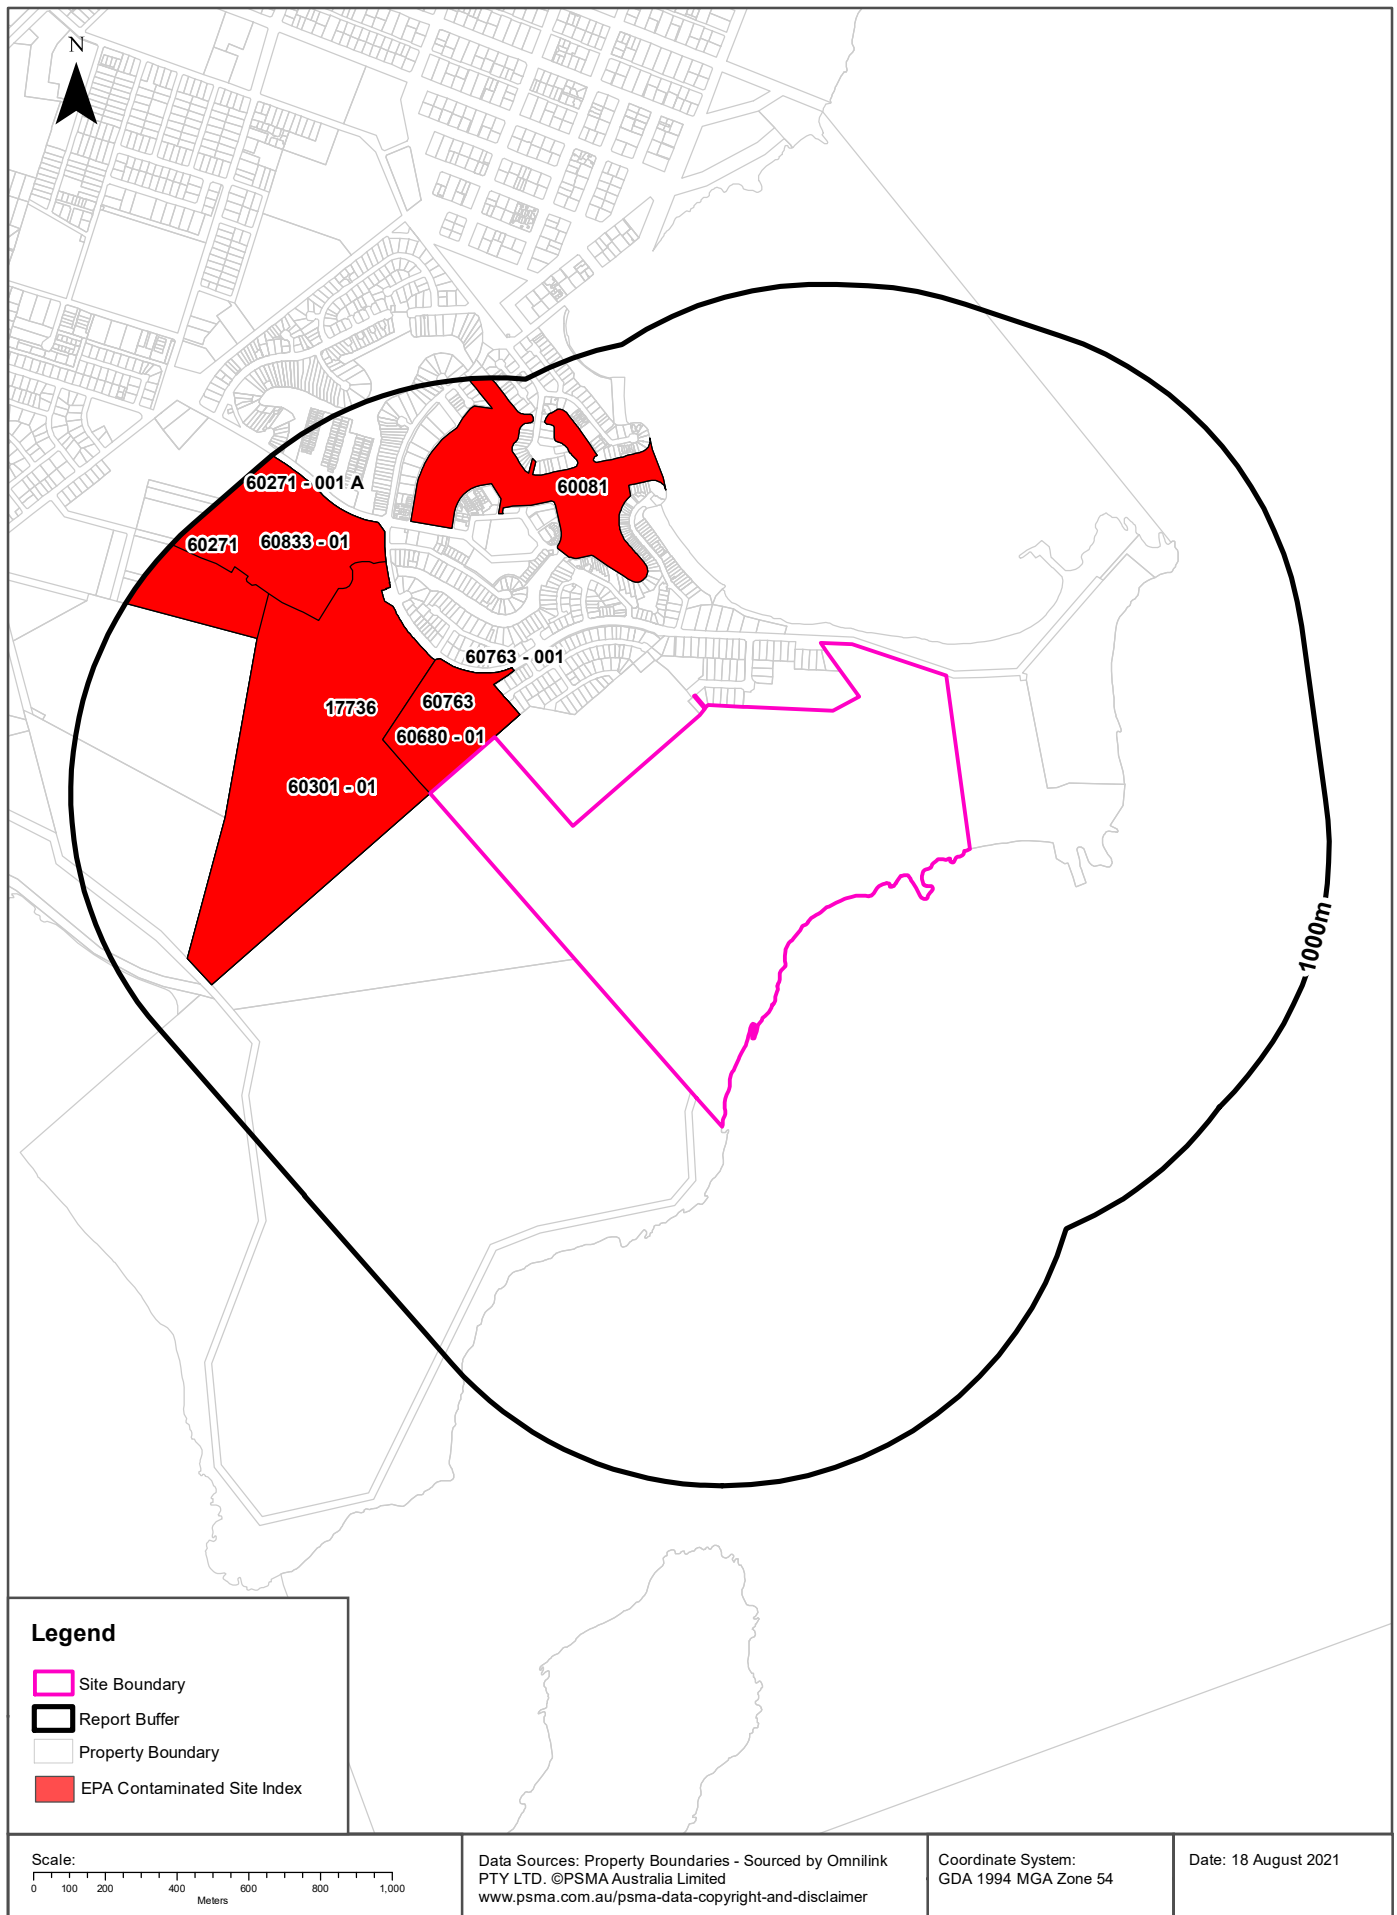 N
60271 - 001 A
60081
60271
60833 - 01
60763 - 001
60763
17736
60680 - 01
60301 - 01
1000m
Legend
Site Boundary
Report Buffer
Property Boundary
EPA Contaminated Site Index
Scale:
0 100 200 400 600 800 1,000
Meters
Data Sources: Property Boundaries - Sourced by Omnilink
PTY LTD. ©PSMA Australia Limited
www.psma.com.au/psma-data-copyright-and-disclaimer
Coordinate System:
GDA 1994 MGA Zone 54
Date: 18 August 2021